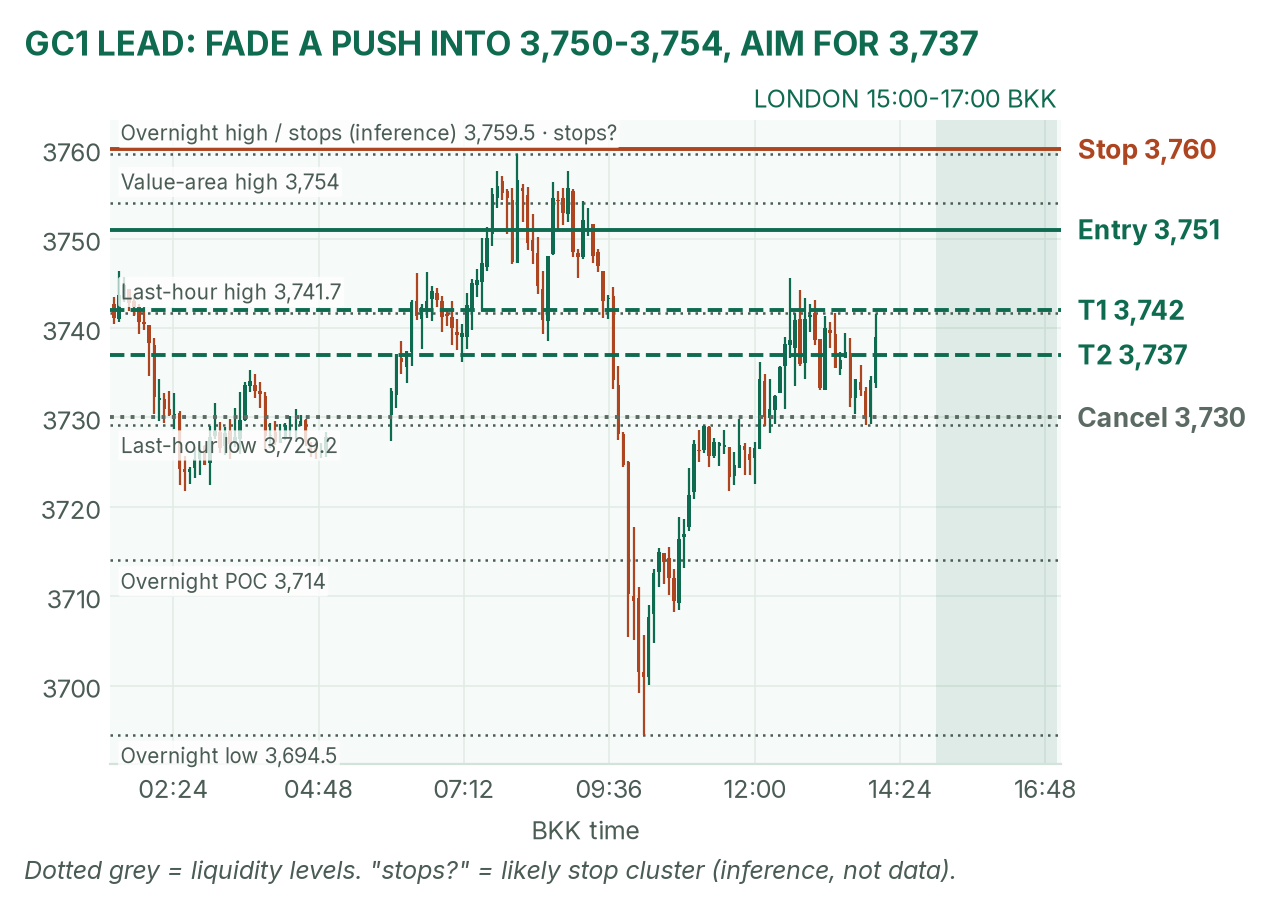 GC1 LEAD: FADE A PUSH INTO 3,750-3,754, AIM FOR 3,737
LONDON 15:00-17:00 BKK
Overnight high / stops (inference) 3,759.5 · stops?
3760
Stop 3,760
Value-area high 3,754
Entry 3,751
3750
Last-hour high 3,741.7
T1 3,742
3740
T2 3,737
Cancel 3,730
3730
Last-hour low 3,729.2
3720
Overnight POC 3,714
3710
3700
Overnight low 3,694.5
02:24 04:48 07:12 09:36 12:00 14:24 16:48
BKK time
Dotted grey = liquidity levels. "stops?" = likely stop cluster (inference, not data).